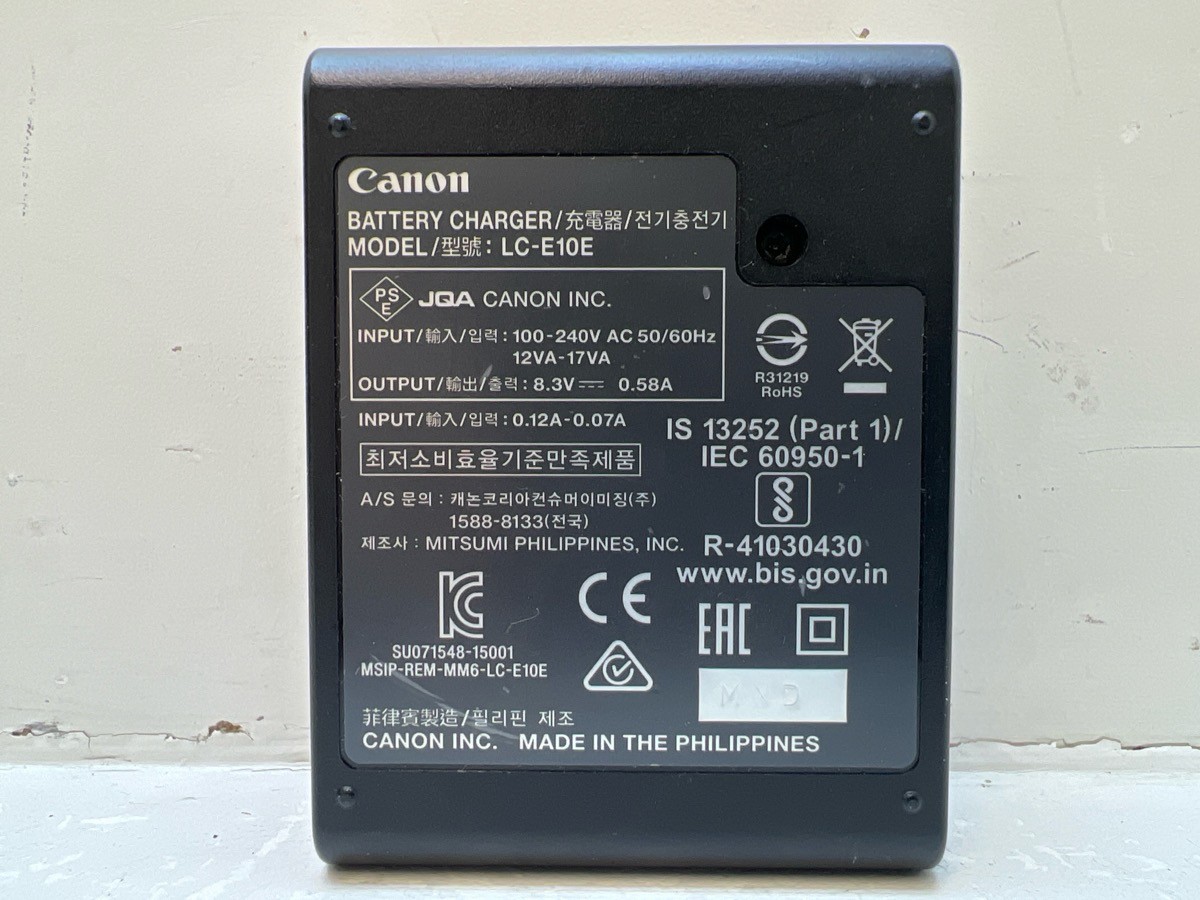 Canon
BATTERY CHARGER/充電器/전기충전기
MODEL/型號: LC-E10E
PS
E
JQA CANON INC.
INPUT/輸入/입력: 100-240V AC 50/60Hz
12VA-17VA
OUTPUT/輸出/출력: 8.3V⎓ 0.58A
INPUT/輸入/입력: 0.12A-0.07A
최저소비효율기준만족제품
A/S 문의 : 캐논코리아컨슈머이미징(주)
1588-8133(전국)
제조사 : MITSUMI PHILIPPINES, INC.
SU071548-15001
MSIP-REM-MM6-LC-E10E
CE
R31219
RoHS
IS 13252 (Part 1)/
IEC 60950-1
R-41030430
www.bis.gov.in
EAC
MXD
菲律賓製造/필리핀 제조
CANON INC. MADE IN THE PHILIPPINES